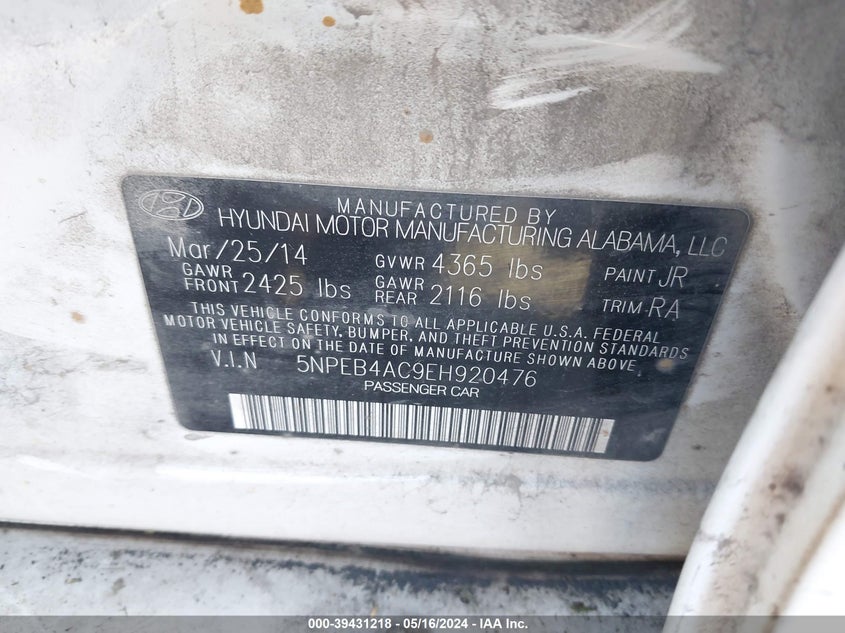 MANUFACTURED BY
HYUNDAI MOTOR MANUFACTURING ALABAMA, LLC
Mar/25/14 GVWR 4365 lbs PAINT JR
GAWR FRONT 2425 lbs GAWR REAR 2116 lbs TRIM RA
THIS VEHICLE CONFORMS TO ALL APPLICABLE U.S.A. FEDERAL
MOTOR VEHICLE SAFETY, BUMPER, AND THEFT PREVENTION STANDARDS
IN EFFECT ON THE DATE OF MANUFACTURE SHOWN ABOVE.
V.I.N 5NPEB4AC9EH920476
PASSENGER CAR
000-39431218 - 05/16/2024 - IAA Inc.